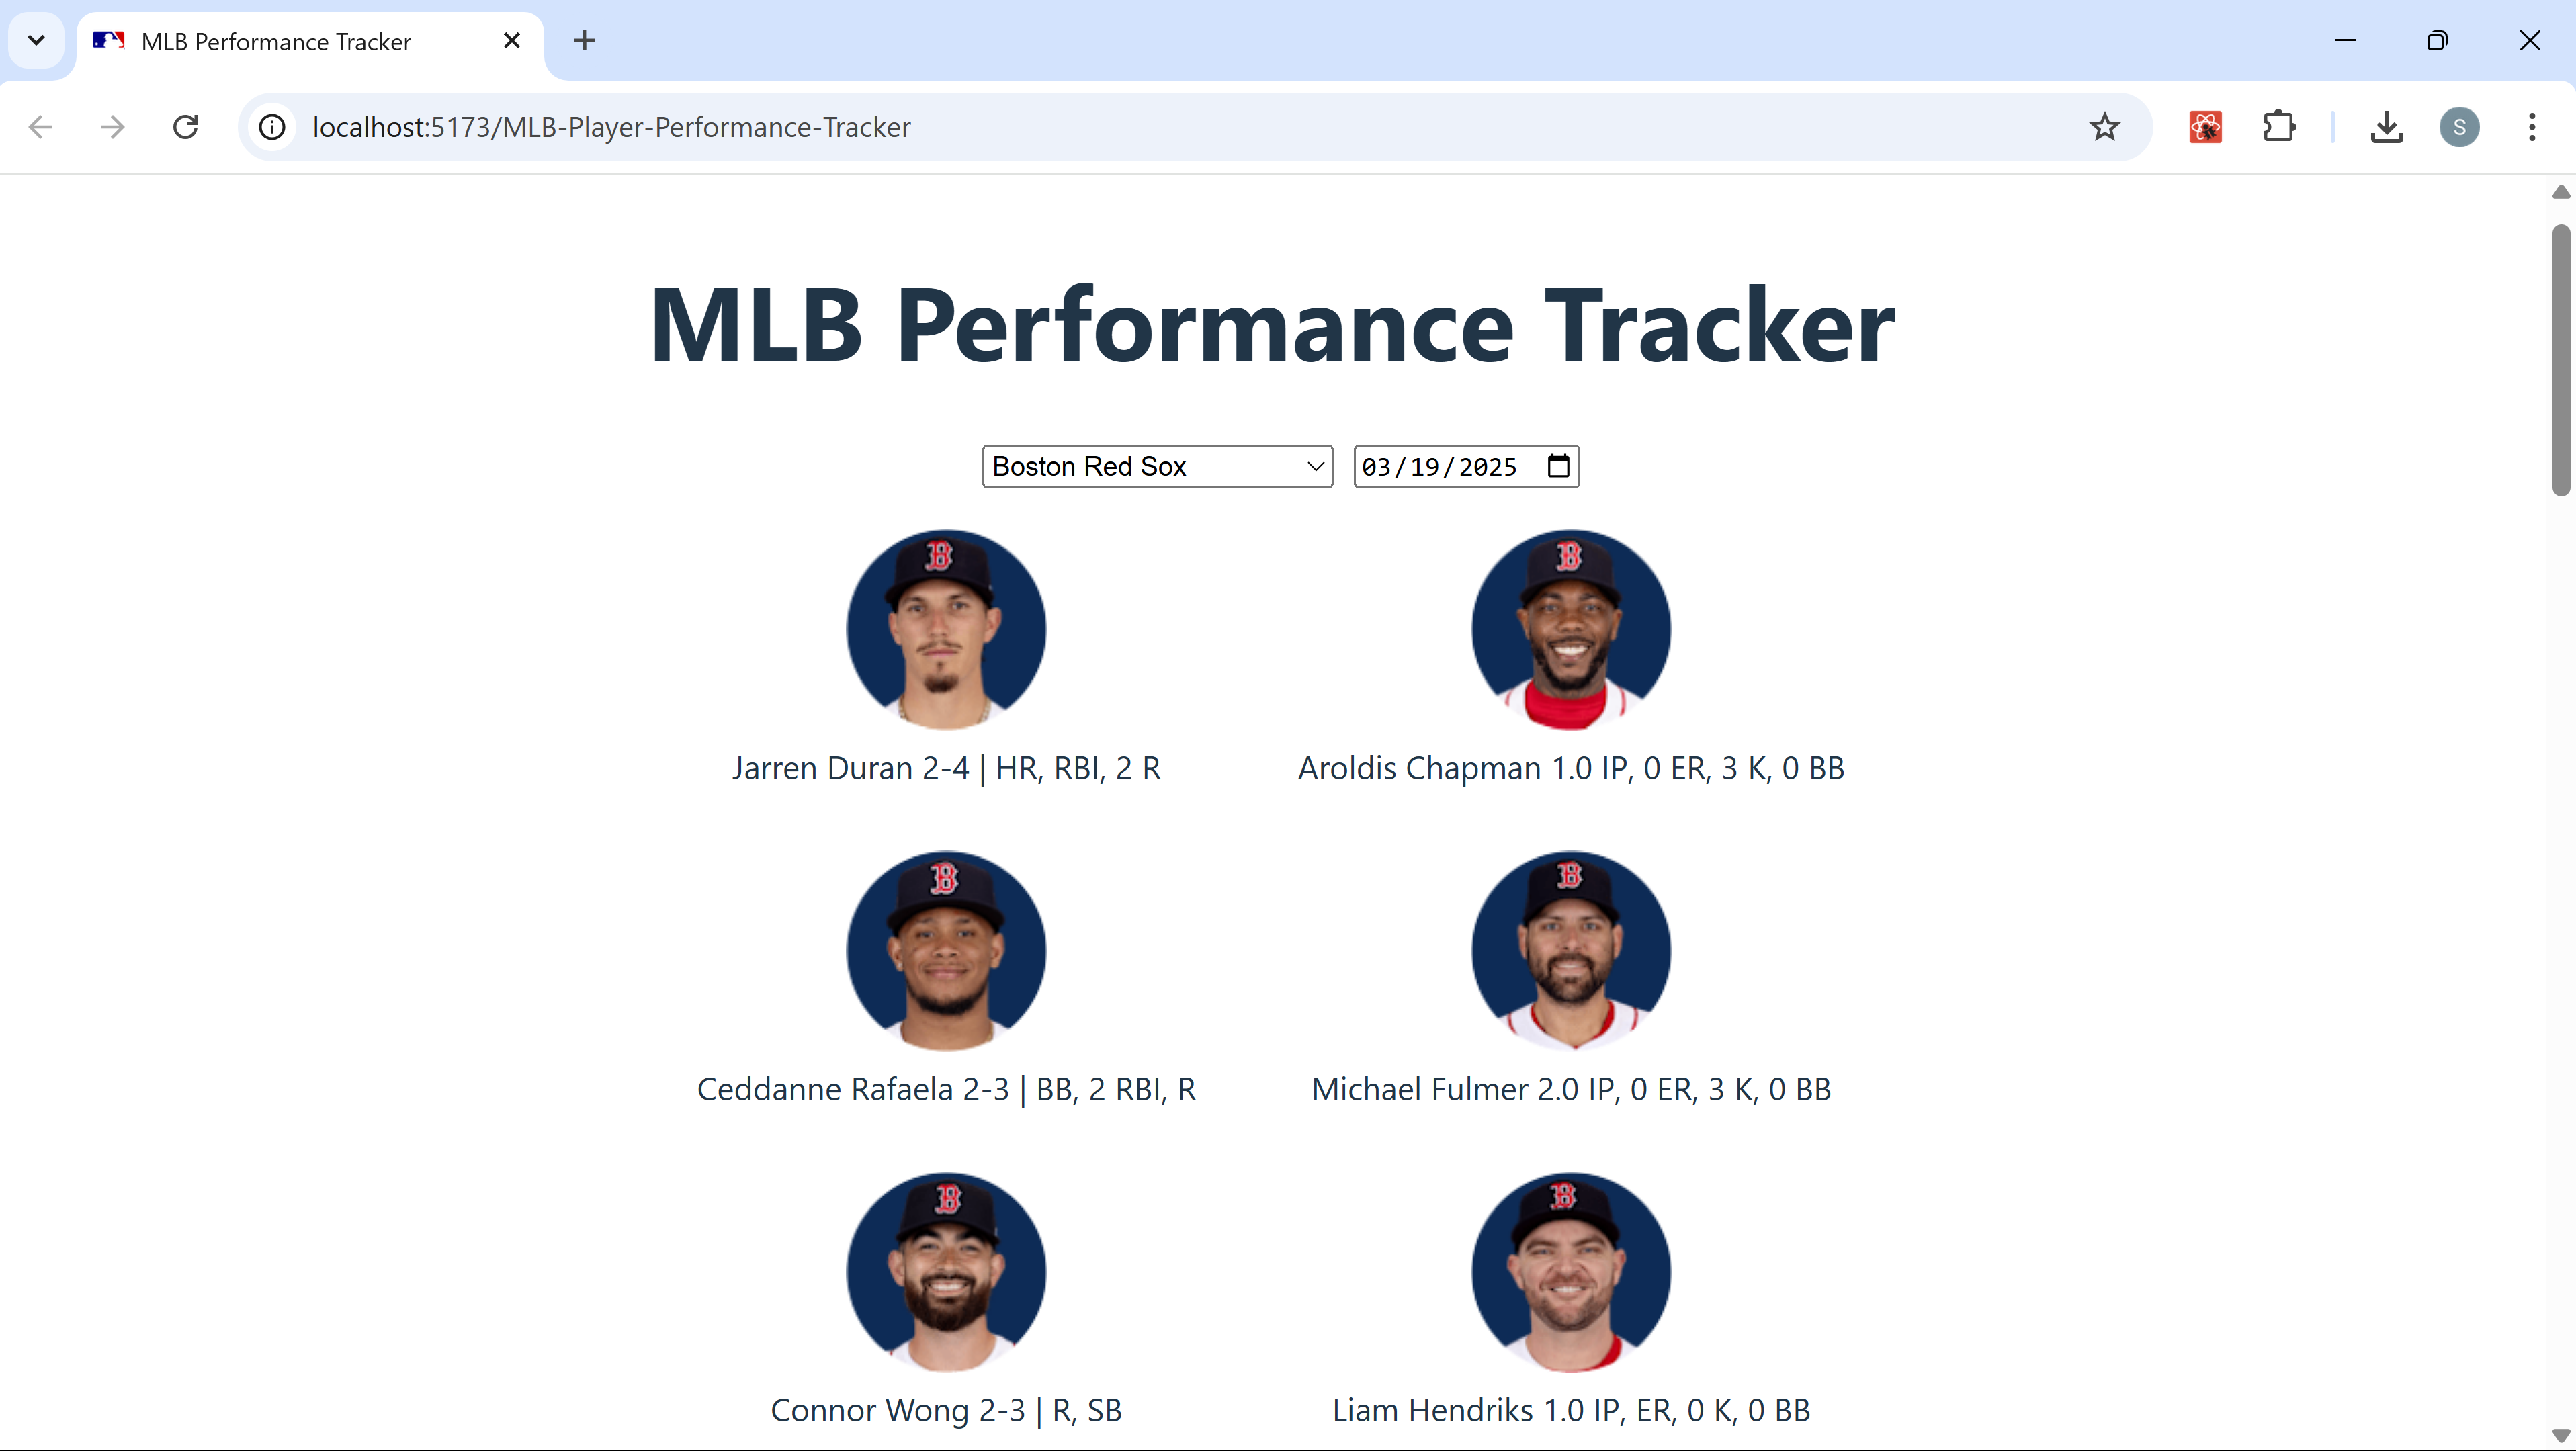 MLB Performance Tracker
localhost:5173/MLB-Player-Performance-Tracker
S
MLB Performance Tracker
Boston Red Sox 03/19/2025
B B
Jarren Duran 2-4 | HR, RBI, 2 R Aroldis Chapman 1.0 IP, 0 ER, 3 K, 0 BB
B B
Ceddanne Rafaela 2-3 | BB, 2 RBI, R Michael Fulmer 2.0 IP, 0 ER, 3 K, 0 BB
B B
Connor Wong 2-3 | R, SB Liam Hendriks 1.0 IP, ER, 0 K, 0 BB